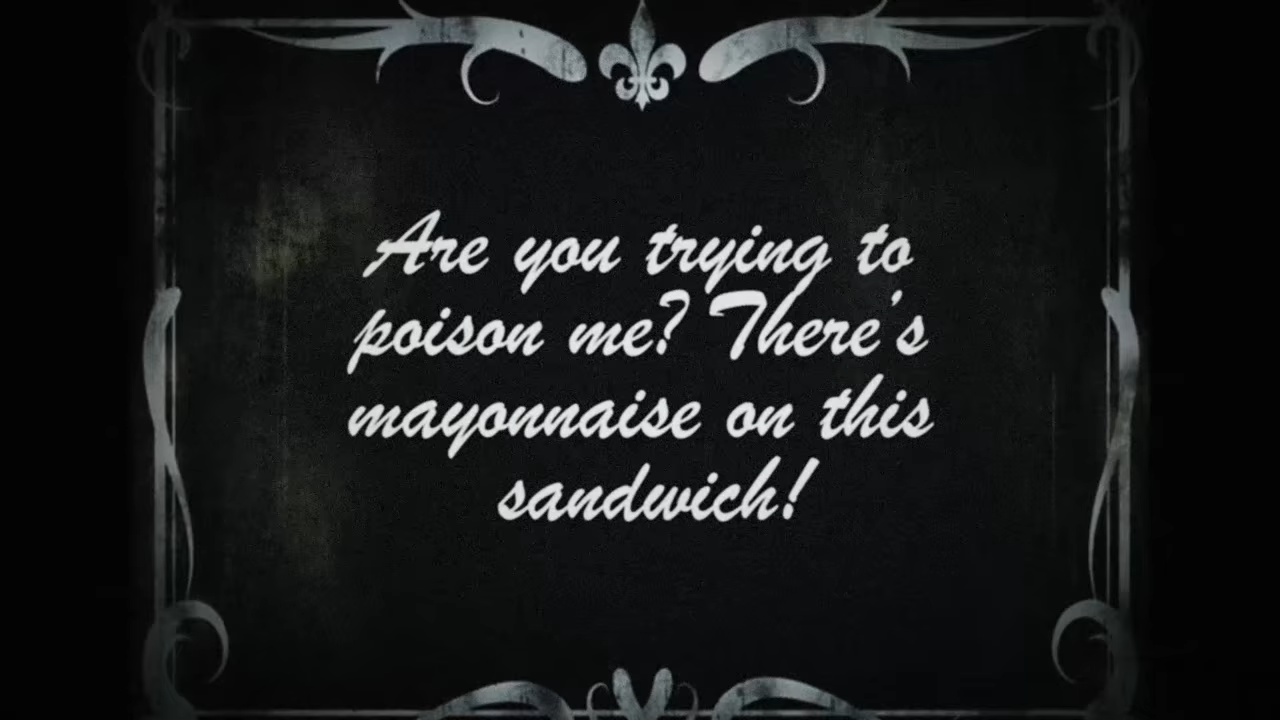 Are you trying to
poison me? There's
mayonnaise on this
sandwich!